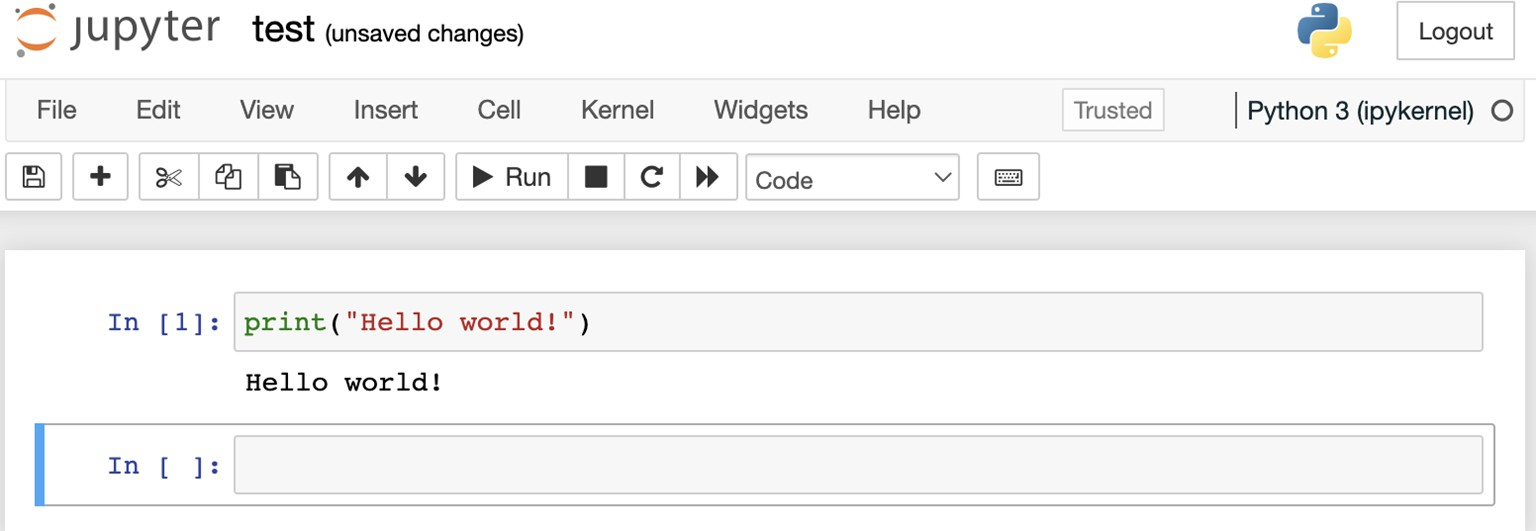 jupyter test (unsaved changes) Logout
File Edit View Insert Cell Kernel Widgets Help Trusted Python 3 (ipykernel)
Run Code
In [1]: print("Hello world!")
Hello world!
In [ ]: